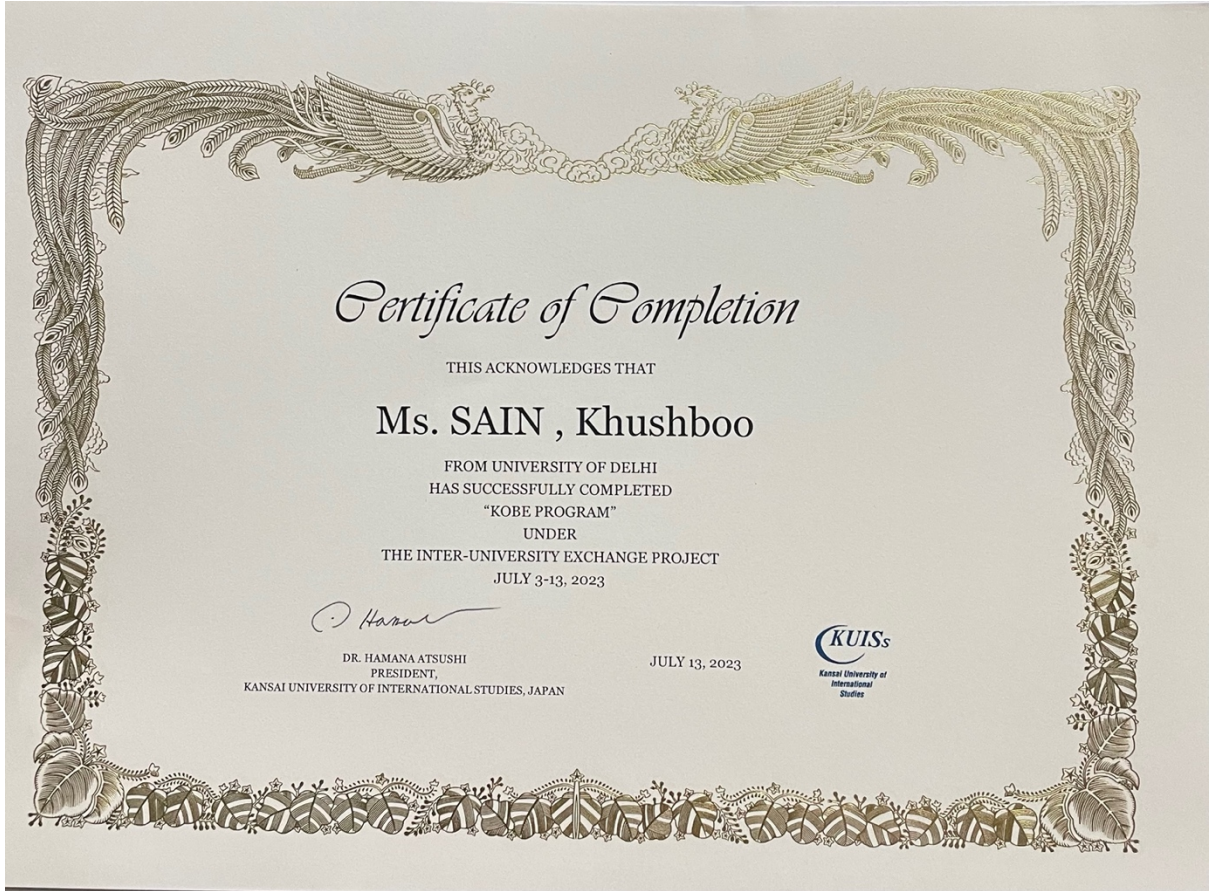 Certificate of Completion
THIS ACKNOWLEDGES THAT
Ms. SAIN , Khushboo
FROM UNIVERSITY OF DELHI
HAS SUCCESSFULLY COMPLETED
“KOBE PROGRAM”
UNDER
THE INTER-UNIVERSITY EXCHANGE PROJECT
JULY 3-13, 2023
DR. HAMANA ATSUSHI
PRESIDENT,
KANSAI UNIVERSITY OF INTERNATIONAL STUDIES, JAPAN
JULY 13, 2023
KUISs
Kansai University of
International
Studies